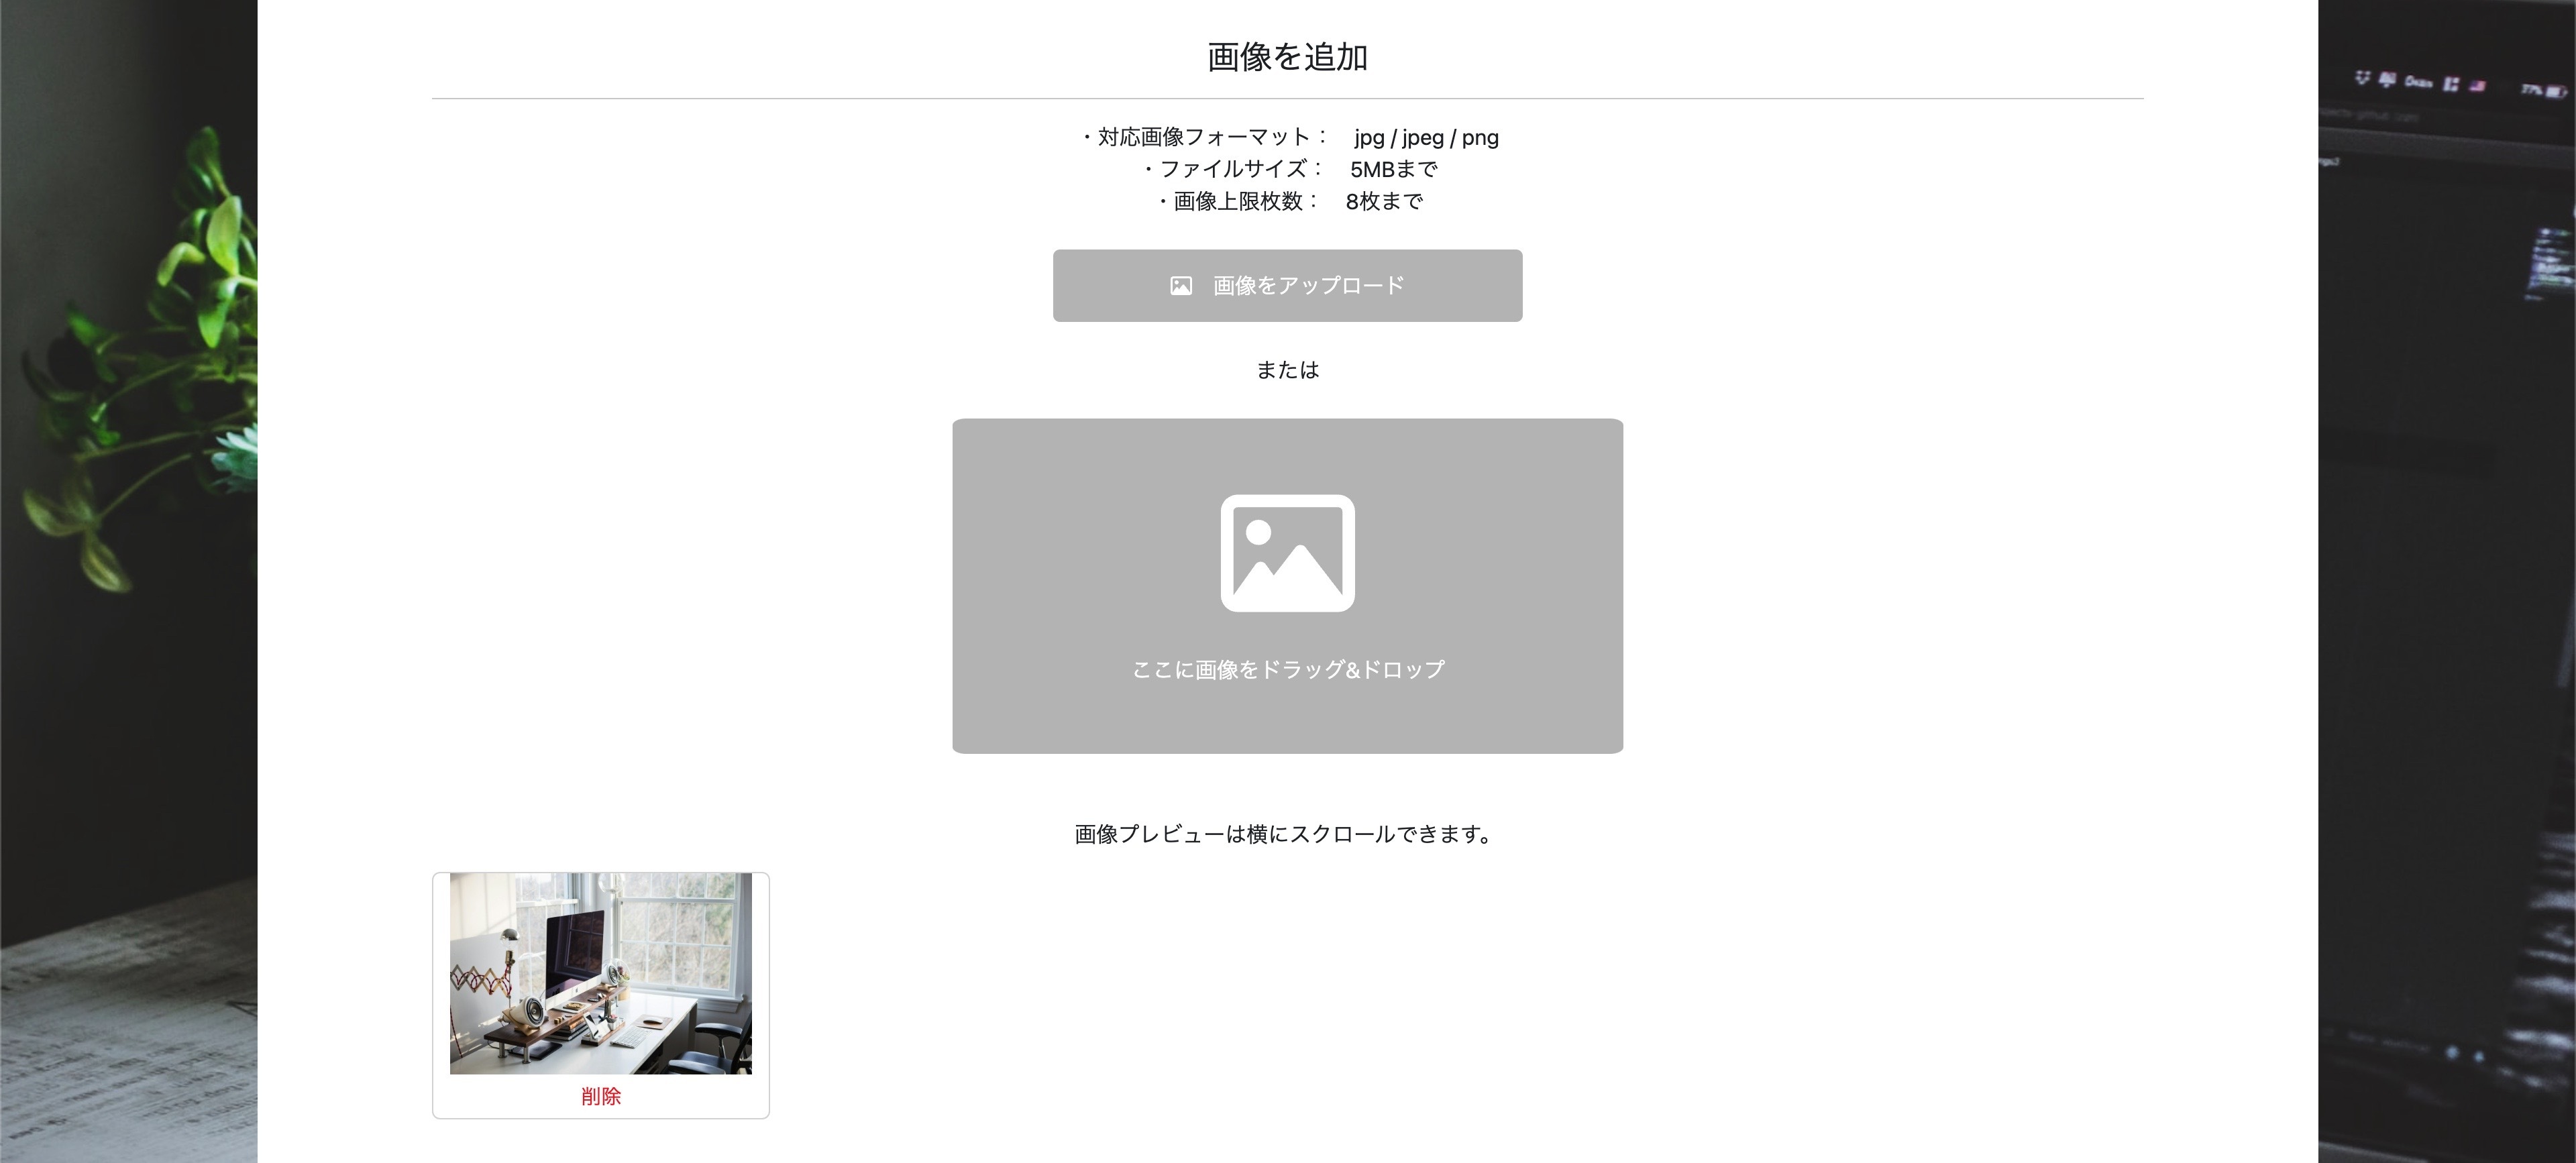 画像を追加
・対応画像フォーマット： jpg / jpeg / png
・ファイルサイズ： 5MBまで
・画像上限枚数： 8枚まで
画像をアップロード
または
ここに画像をドラッグ&ドロップ
画像プレビューは横にスクロールできます。
削除